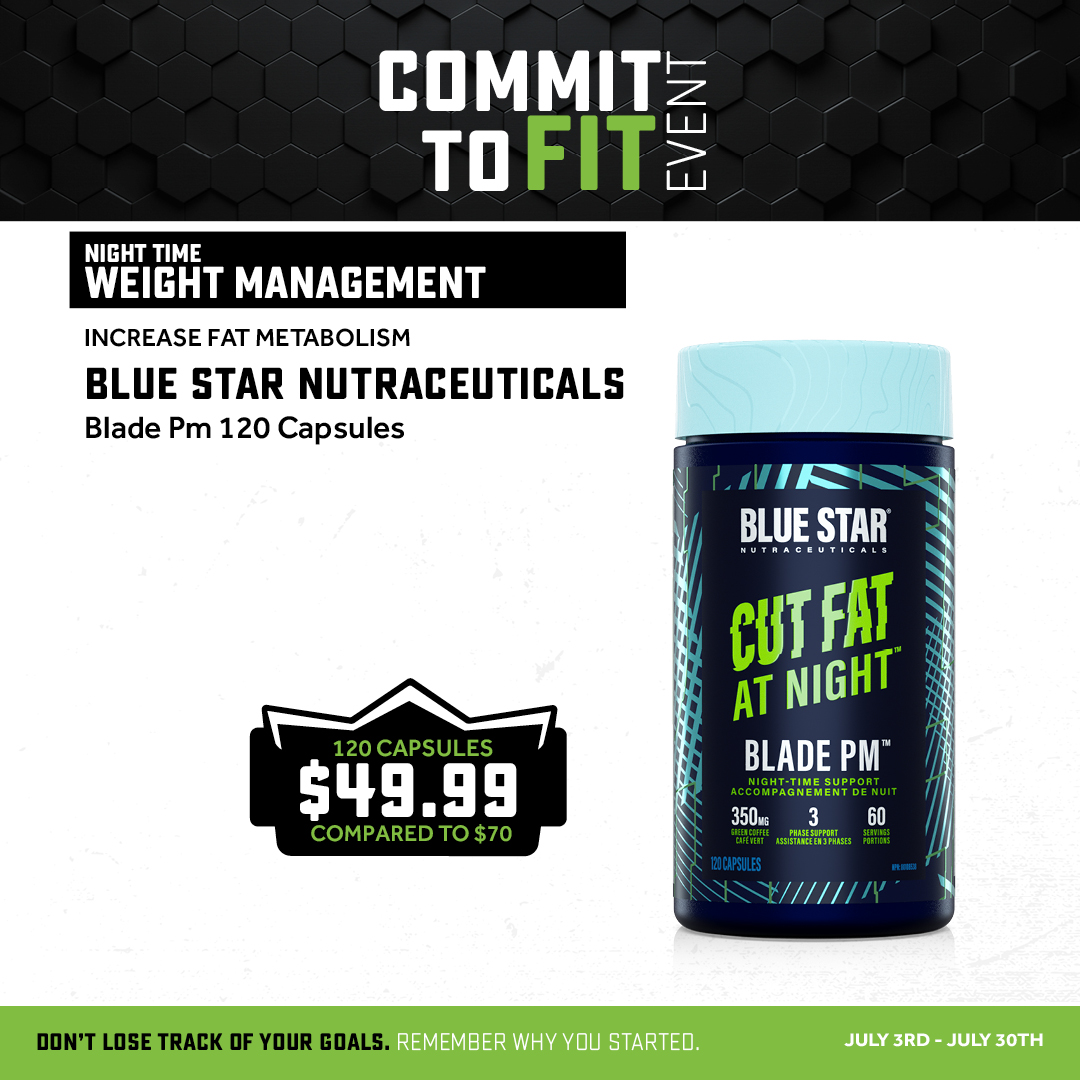 COMMIT
TO FIT
EVENT
NIGHT TIME
WEIGHT MANAGEMENT
INCREASE FAT METABOLISM
BLUE STAR NUTRACEUTICALS
Blade Pm 120 Capsules
120 CAPSULES
$49.99
COMPARED TO $70
BLUE STAR®
NUTRACEUTICALS
CUT FAT
AT NIGHT™
BLADE PM™
NIGHT-TIME SUPPORT
ACCOMPAGNEMENT DE NUIT
350MG
GREEN COFFEE
CAFÉ VERT
3
PHASE SUPPORT
ASSISTANCE EN 3 PHASES
60
SERVINGS
PORTIONS
120 CAPSULES
DON'T LOSE TRACK OF YOUR GOALS. REMEMBER WHY YOU STARTED.
JULY 3RD - JULY 30TH